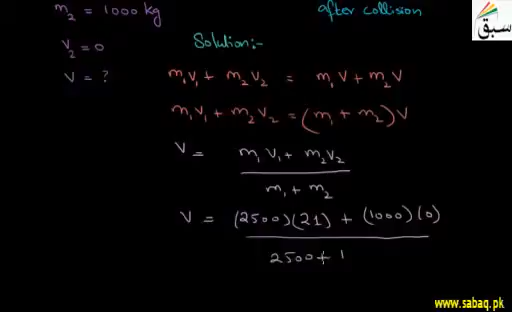 m₂ = 1000 kg
after collision
سبق
v₂ = 0
Solution:-
v = ?
m₁v₁ + m₂v₂ = m₁v + m₂v
m₁v₁ + m₂v₂ = (m₁ + m₂) v
v = m₁v₁ + m₂v₂
m₁ + m₂
v = (2500)(21) + (1000)(0)
2500+ 1
www.sabaq.pk